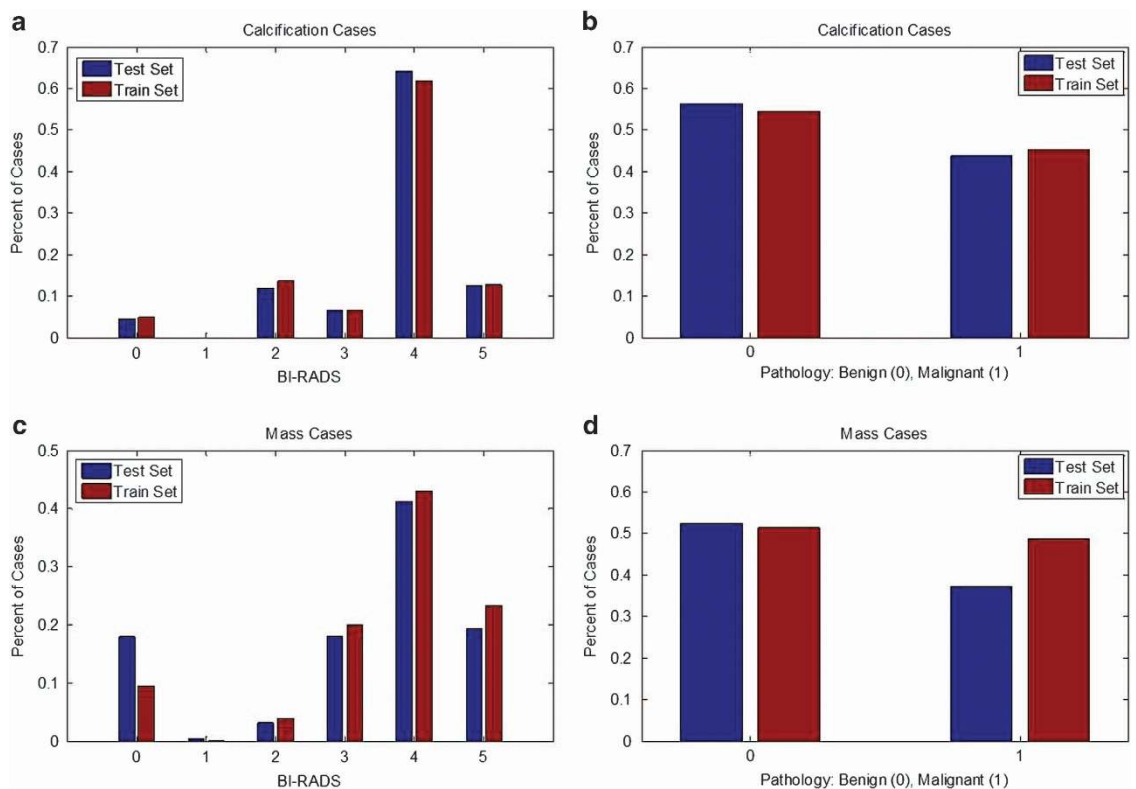 a
Calcification Cases
0.7
0.6
0.5
0.4
0.3
0.2
0.1
0
Percent of Cases
Test Set
Train Set
0 1 2 3 4 5
BI-RADS
b
Calcification Cases
0.7
0.6
0.5
0.4
0.3
0.2
0.1
0
Percent of Cases
Test Set
Train Set
0 1
Pathology: Benign (0), Malignant (1)
c
Mass Cases
0.5
0.4
0.3
0.2
0.1
0
Percent of Cases
Test Set
Train Set
0 1 2 3 4 5
BI-RADS
d
Mass Cases
0.7
0.6
0.5
0.4
0.3
0.2
0.1
0
Percent of Cases
Test Set
Train Set
0 1
Pathology: Benign (0), Malignant (1)